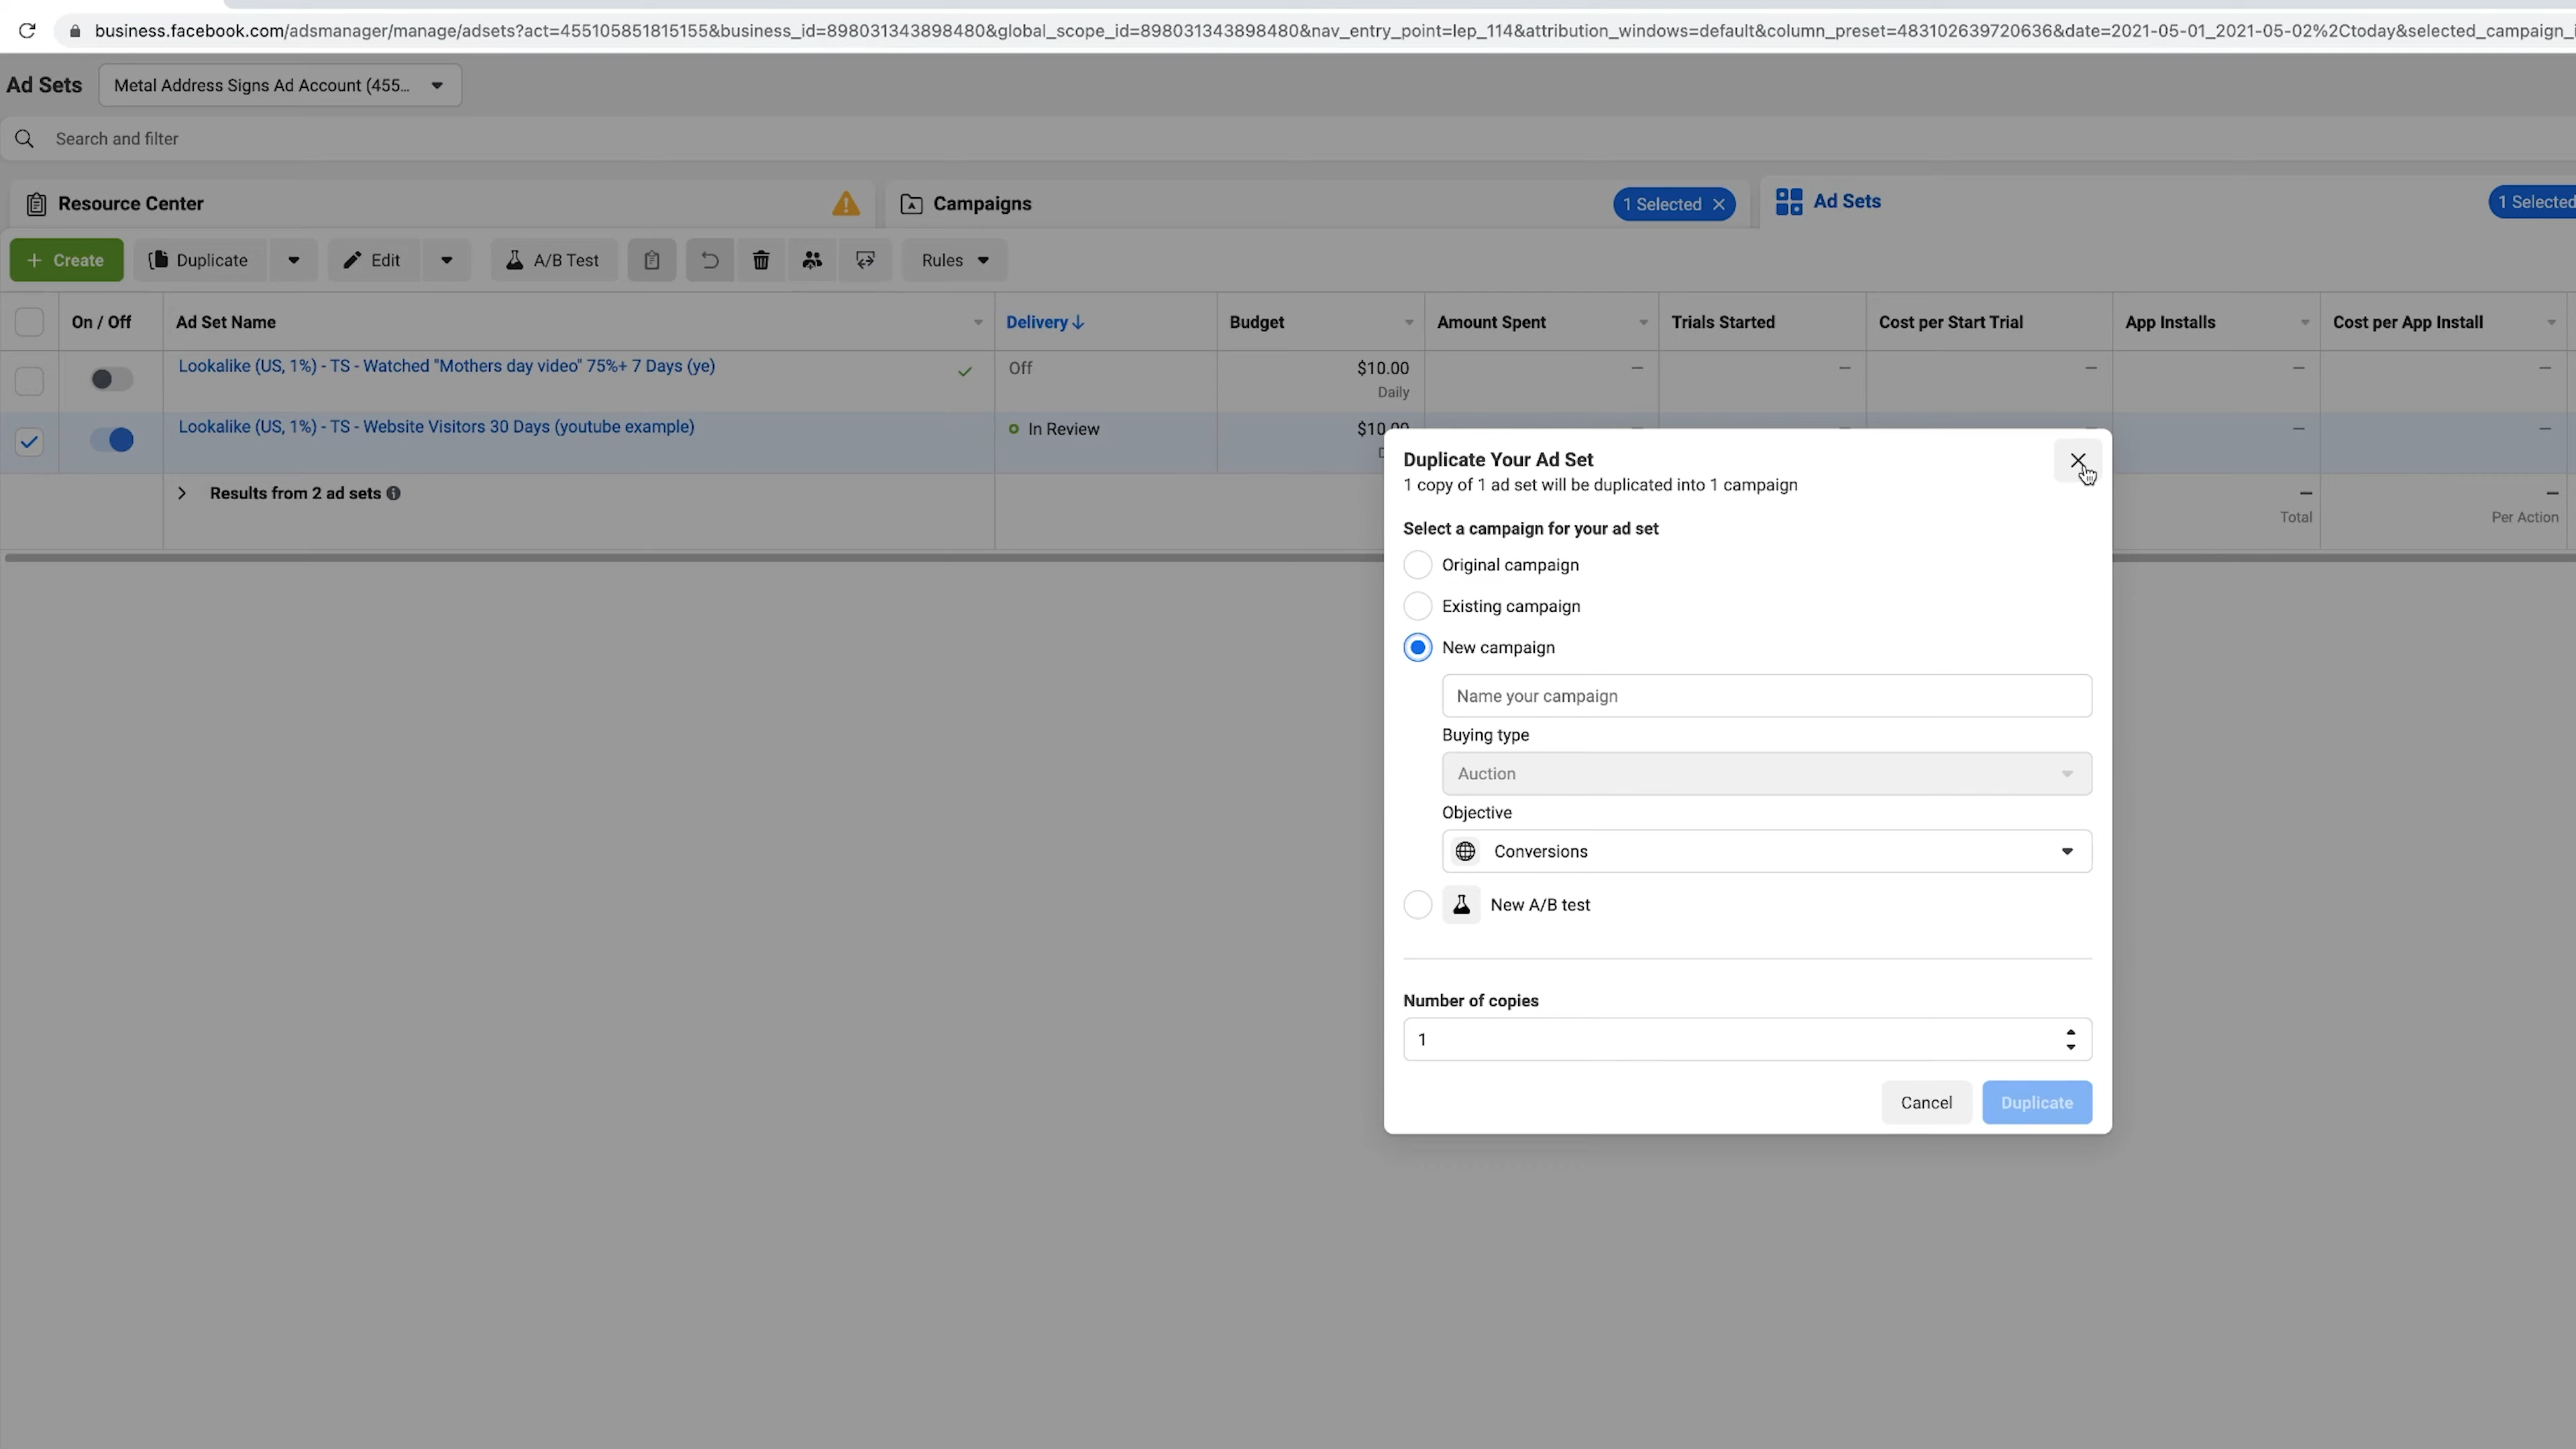 business.facebook.com/adsmanager/manage/adsets?act=455105851815155&business_id=898031343898480&global_scope_id=898031343898480&nav_entry_point=lep_114&attribution_windows=default&column_preset=483102639720636&date=2021-05-01_2021-05-02%2Ctoday&selected_campaign_i
Ad Sets
Metal Address Signs Ad Account (455...
Search and filter
Resource Center
Campaigns
1 Selected
Ad Sets
1 Selected
+ Create
Duplicate
Edit
A/B Test
Rules
On / Off
Ad Set Name
Delivery ↓
Budget
Amount Spent
Trials Started
Cost per Start Trial
App Installs
Cost per App Install
Lookalike (US, 1%) - TS - Watched "Mothers day video" 75%+ 7 Days (ye)
Off
$10.00
Daily
—
—
—
—
—
Lookalike (US, 1%) - TS - Website Visitors 30 Days (youtube example)
In Review
$10.00
—
—
Results from 2 ad sets
—
Total
—
Per Action
Duplicate Your Ad Set
1 copy of 1 ad set will be duplicated into 1 campaign
Select a campaign for your ad set
Original campaign
Existing campaign
New campaign
Name your campaign
Buying type
Auction
Objective
Conversions
New A/B test
Number of copies
1
Cancel
Duplicate